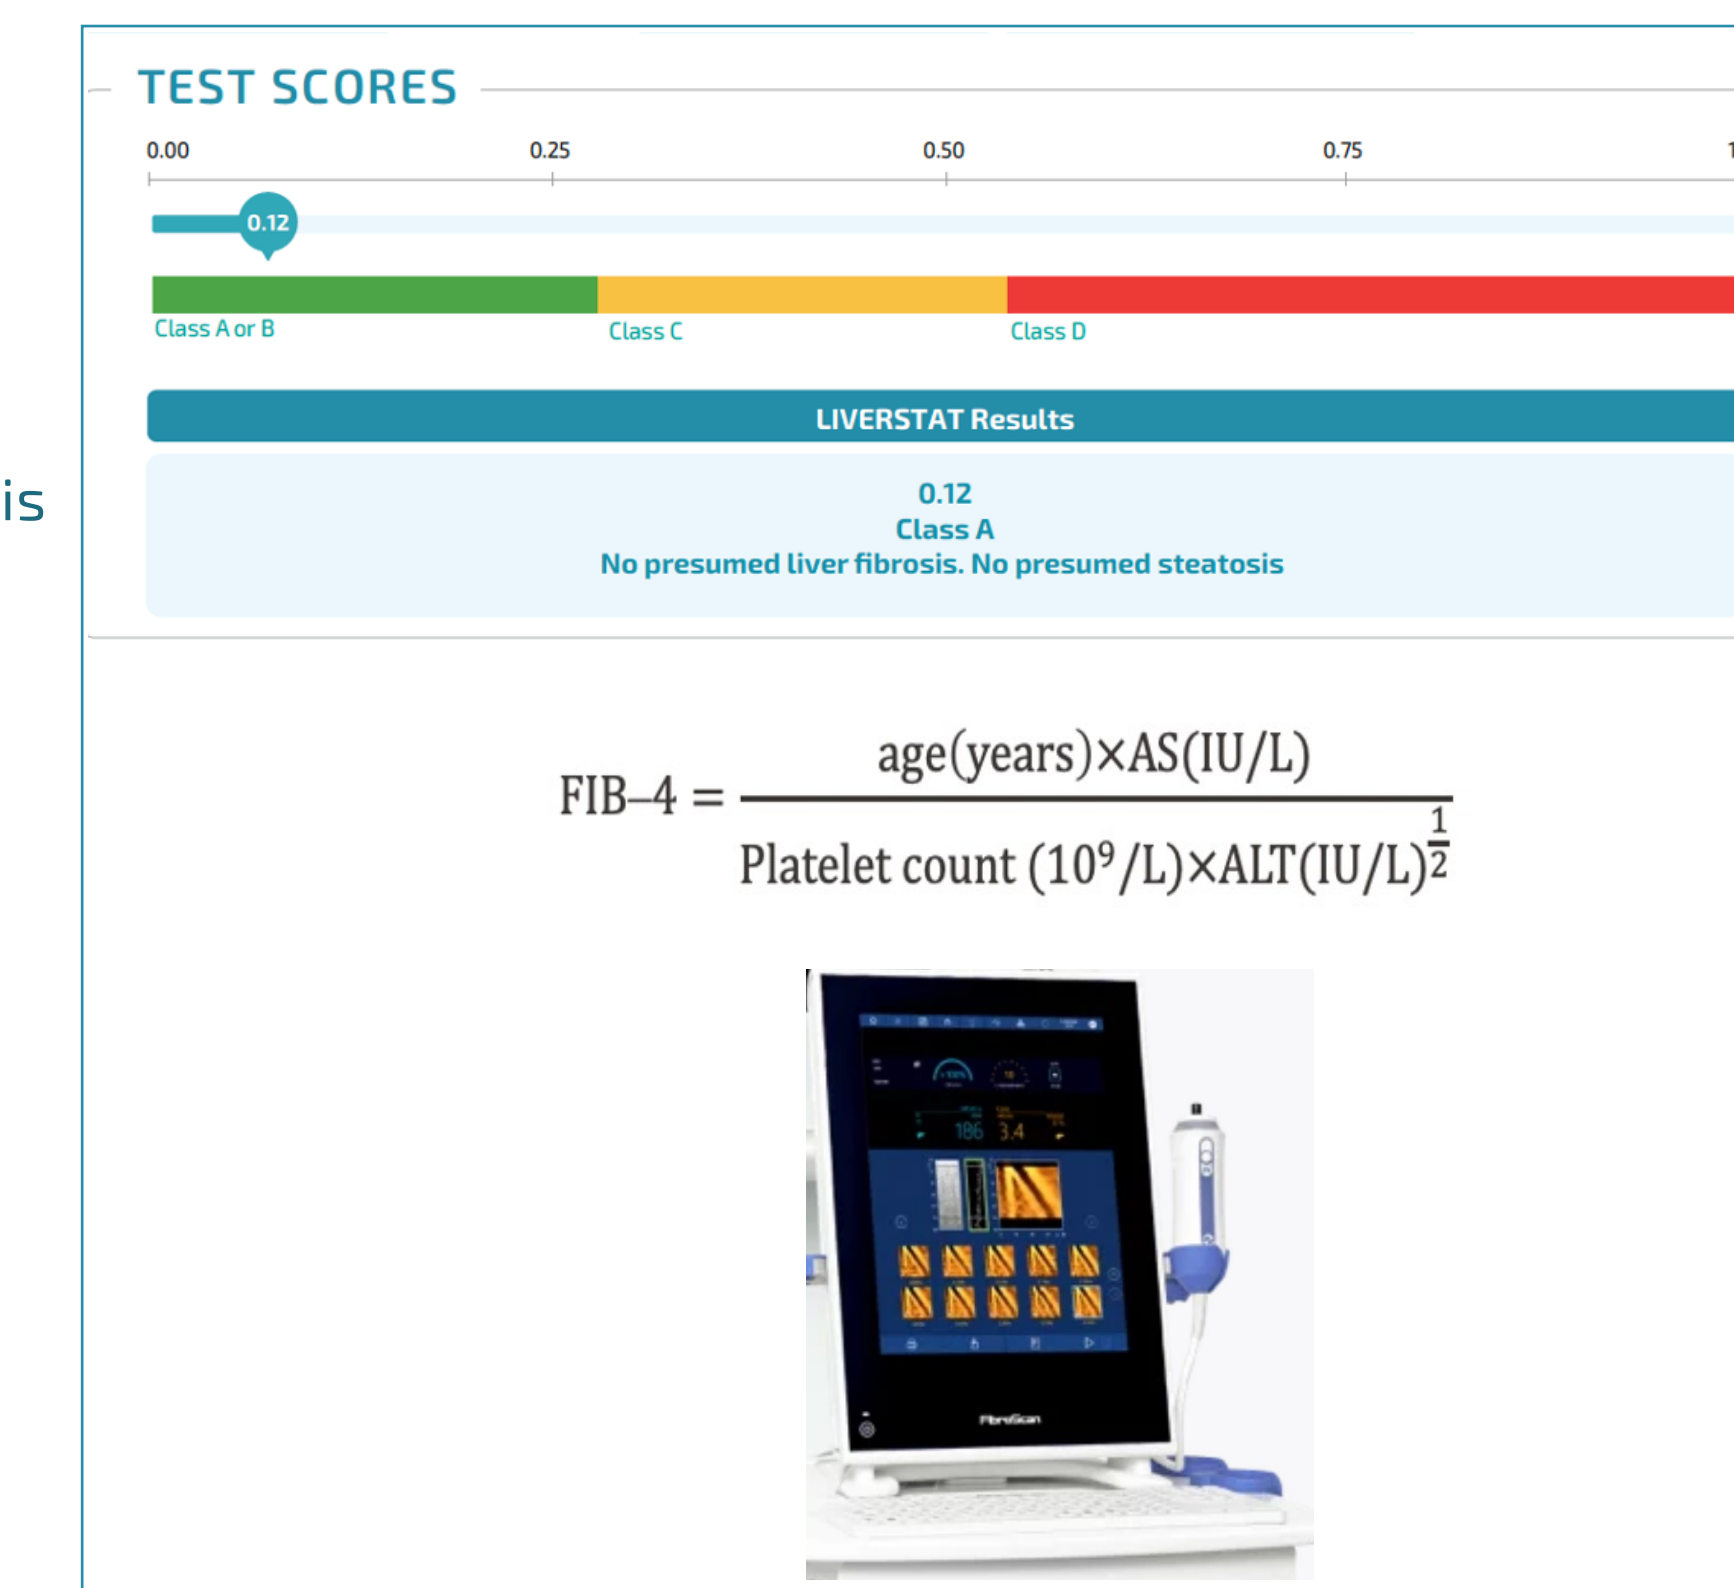 TEST SCORES
0.00 0.25 0.50 0.75
0.12
Class A or B Class C Class D
LIVERSTAT Results
is
0.12
Class A
No presumed liver fibrosis. No presumed steatosis
FIB–4 = age(years)×AS(IU/L)
Platelet count (10⁹/L)×ALT(IU/L)^1/2
186 3.4
FibroScan